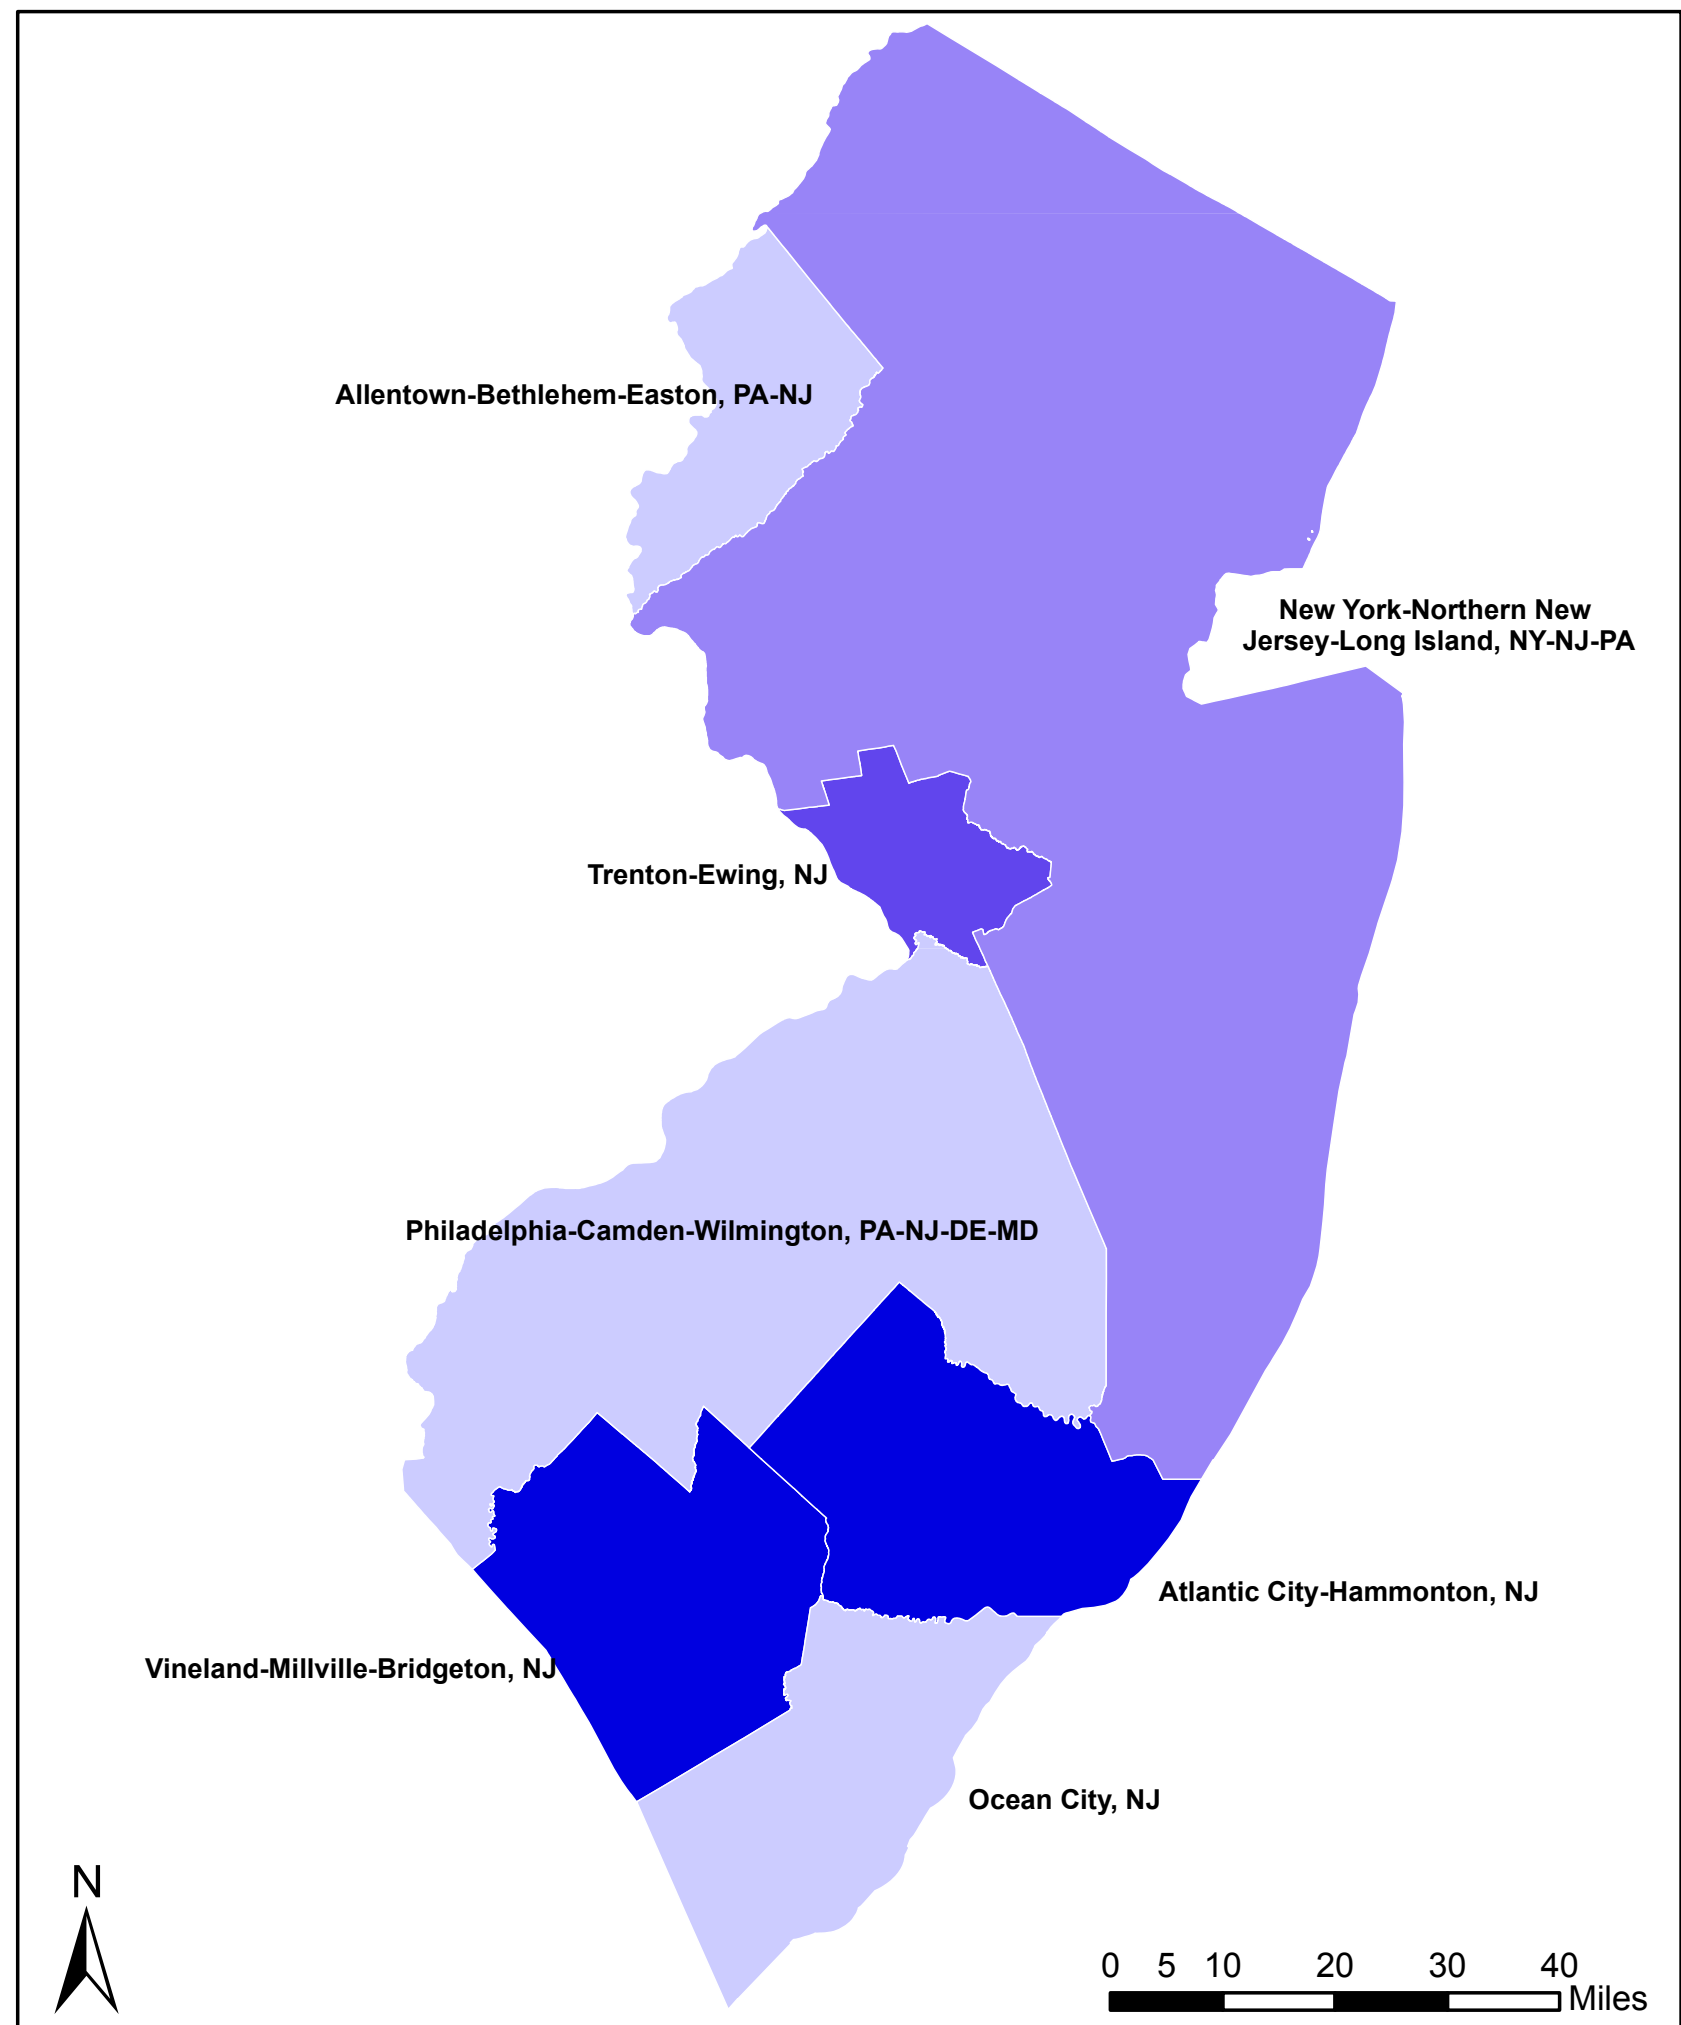 Allentown-Bethlehem-Easton, PA-NJ
New York-Northern New
Jersey-Long Island, NY-NJ-PA
Trenton-Ewing, NJ
Philadelphia-Camden-Wilmington, PA-NJ-DE-MD
Atlantic City-Hammonton, NJ
Vineland-Millville-Bridgeton, NJ
Ocean City, NJ
N
0 5 10 20 30 40
Miles